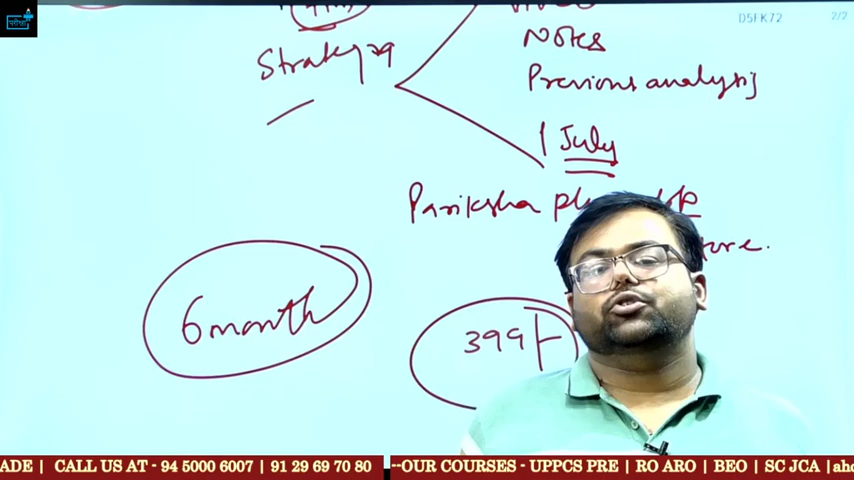 परीक्षा
D5FK72
2/2
Notes
Strategy
Previous analysis
1 July
Pariksha
6 month
399/-
ADE | CALL US AT - 94 5000 6007 | 91 29 69 70 80
--OUR COURSES - UPPCS PRE | RO ARO | BEO | SC JCA |